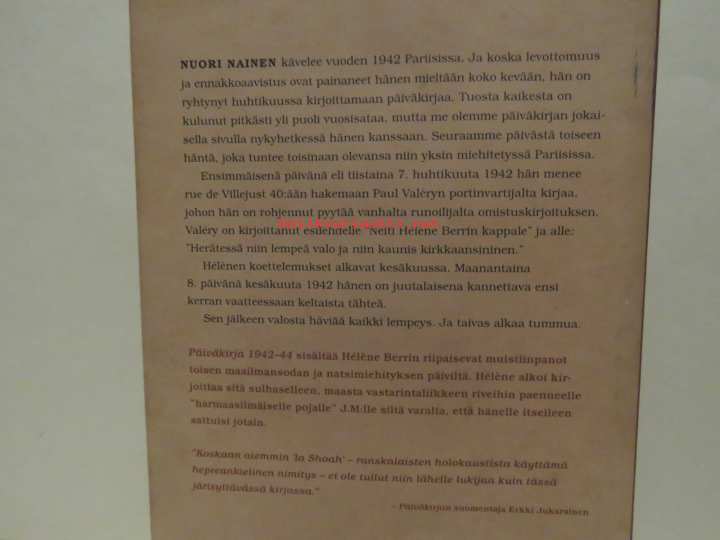 NUORI NAINEN kävelee vuoden 1942 Pariisissa. Ja koska levottomuus
ja ennakkoaavistus ovat painaneet hänen mieltään koko kevään, hän on
ryhtynyt huhtikuussa kirjoittamaan päiväkirjaa. Tuosta kaikesta on
kulunut pitkästi yli puoli vuosisataa, mutta me olemme päiväkirjan jokai-
sella sivulla nykyhetkessä hänen kanssaan. Seuraamme päivästä toiseen
häntä, joka tuntee toisinaan olevansa niin yksin miehitetyssä Pariisissa.
Ensimmäisenä päivänä eli tiistaina 7. huhtikuuta 1942 hän menee
rue de Villejust 40:ään hakemaan Paul Valéryn portinvartijalta kirjaa,
johon hän on rohjennut pyytää vanhalta runoilijalta omistuskirjoituksen.
Valéry on kirjoittanut esilehdelle "Neiti Hélène Berrin kappale" ja alle:
"Herätessä niin lempeä valo ja niin kaunis kirkkaansininen."
Hélènen koettelemukset alkavat kesäkuussa. Maanantaina
8. päivänä kesäkuuta 1942 hänen on juutalaisena kannettava ensi
kerran vaatteessaan keltaista tähteä.
Sen jälkeen valosta häviää kaikki lempeys. Ja taivas alkaa tummua.
Päiväkirja 1942–44 sisältää Hélène Berrin riipaisevat muistiinpanot
toisen maailmansodan ja natsimiehityksen päiviltä. Hélène alkoi kir-
joittaa sitä sulhaselleen, maasta vastarintaliikkeen riveihin paenneelle
"harmaasilmäiselle pojalle" J.M:lle siltä varalta, että hänelle itselleen
sattuisi jotain.
"Koskaan aiemmin 'la Shoah' – ranskalaisten holokaustista käyttämä
hepreankielinen nimitys – ei ole tullut niin lähelle lukijaa kuin tässä
järisyttävässä kirjassa."
– Päiväkirjan suomentaja Erkki Jukarainen